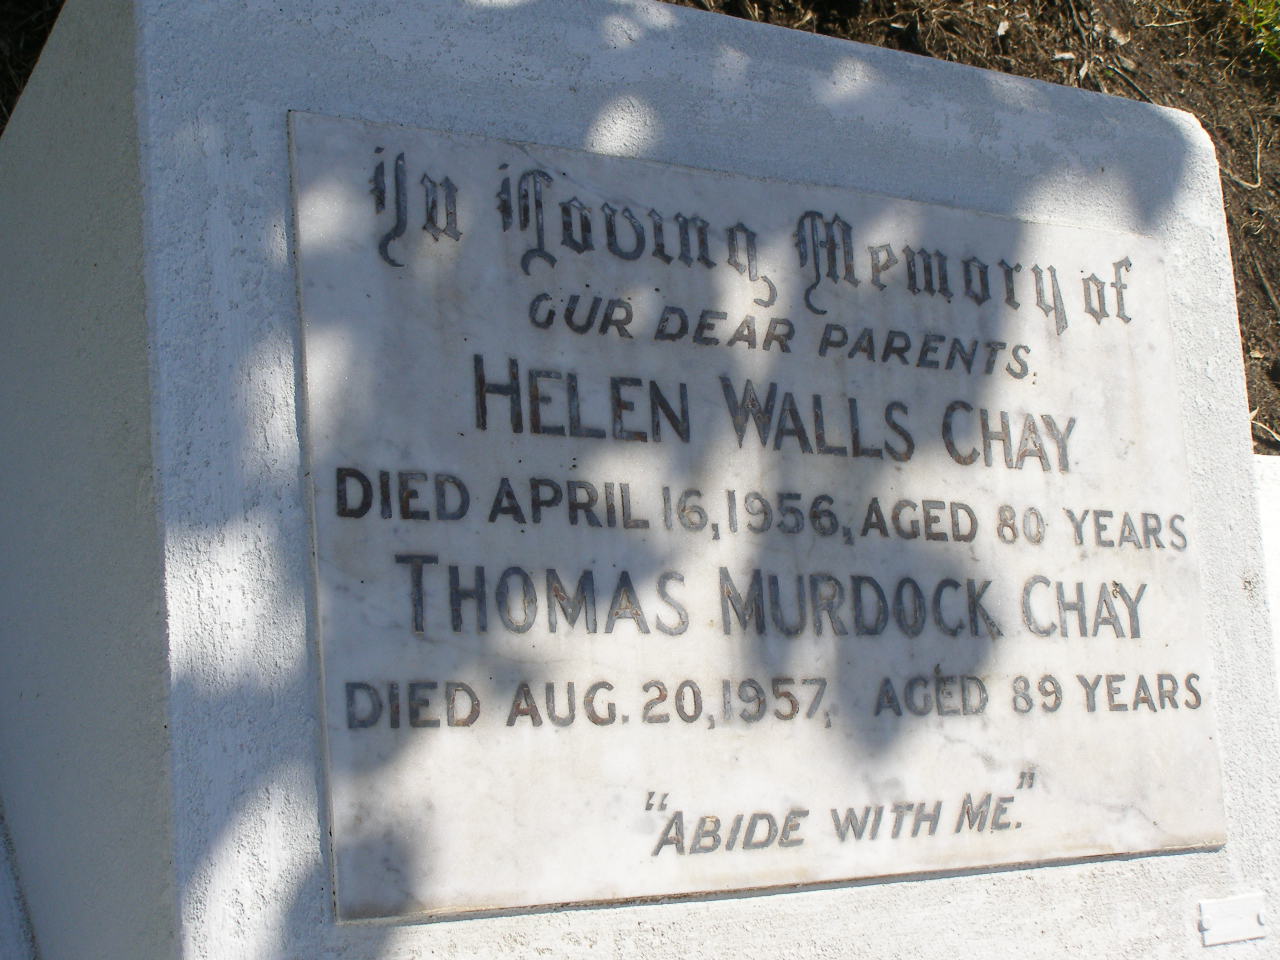 In Loving Memory of
OUR DEAR PARENTS.
HELEN WALLS CHAY
DIED APRIL 16, 1956, AGED 80 YEARS
THOMAS MURDOCK CHAY
DIED AUG. 20, 1957, AGED 89 YEARS
"ABIDE WITH ME."